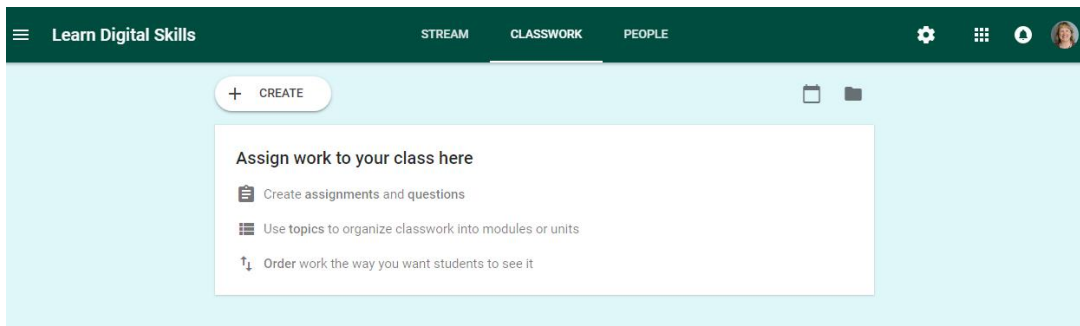 Learn Digital Skills STREAM CLASSWORK PEOPLE
+ CREATE
Assign work to your class here
Create assignments and questions
Use topics to organize classwork into modules or units
Order work the way you want students to see it